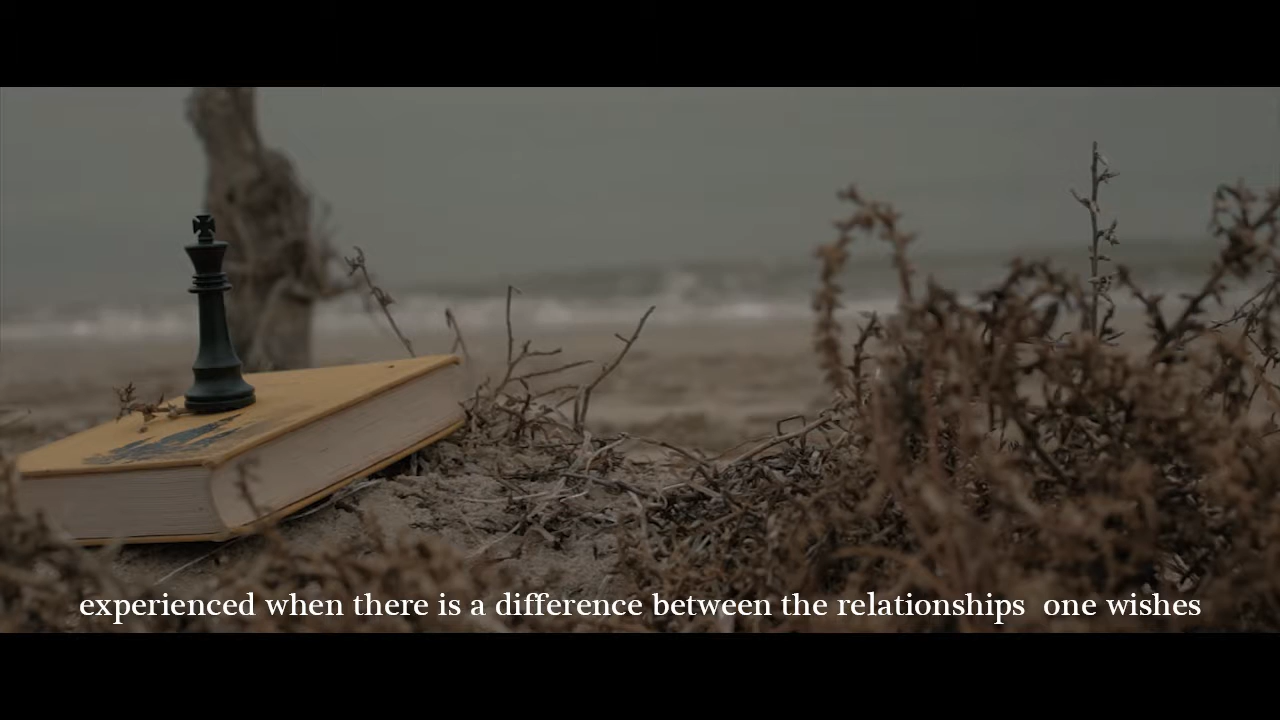 experienced when there is a difference between the relationships  one wishes